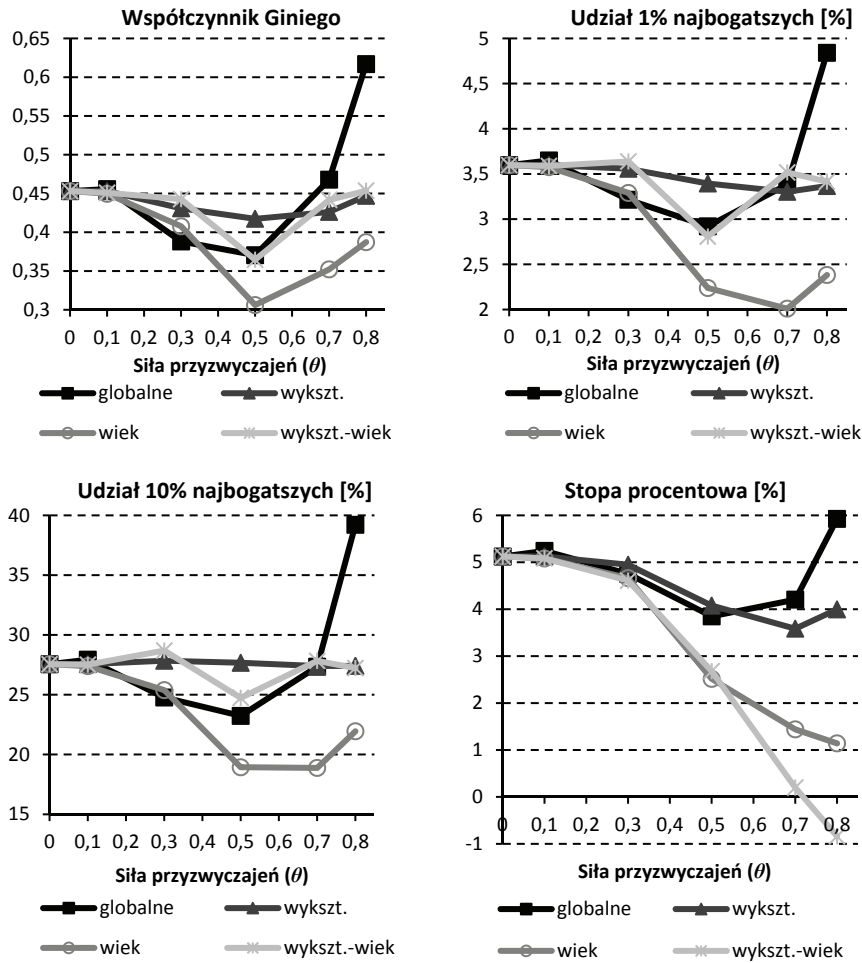 Współczynnik Giniego
0,65
0,6
0,55
0,5
0,45
0,4
0,35
0,3
0 0,1 0,2 0,3 0,4 0,5 0,6 0,7 0,8
Siła przyzwyczajeń (θ)
globalne wykszt.
wiek wykszt.-wiek
Udział 1% najbogatszych [%]
5
4,5
4
3,5
3
2,5
2
0 0,1 0,2 0,3 0,4 0,5 0,6 0,7 0,8
Siła przyzwyczajeń (θ)
globalne wykszt.
wiek wykszt.-wiek
Udział 10% najbogatszych [%]
40
35
30
25
20
15
0 0,1 0,2 0,3 0,4 0,5 0,6 0,7 0,8
Siła przyzwyczajeń (θ)
globalne wykszt.
wiek wykszt.-wiek
Stopa procentowa [%]
6
5
4
3
2
1
0
-1
0 0,1 0,2 0,3 0,4 0,5 0,6 0,7 0,8
Siła przyzwyczajeń (θ)
globalne wykszt.
wiek wykszt.-wiek